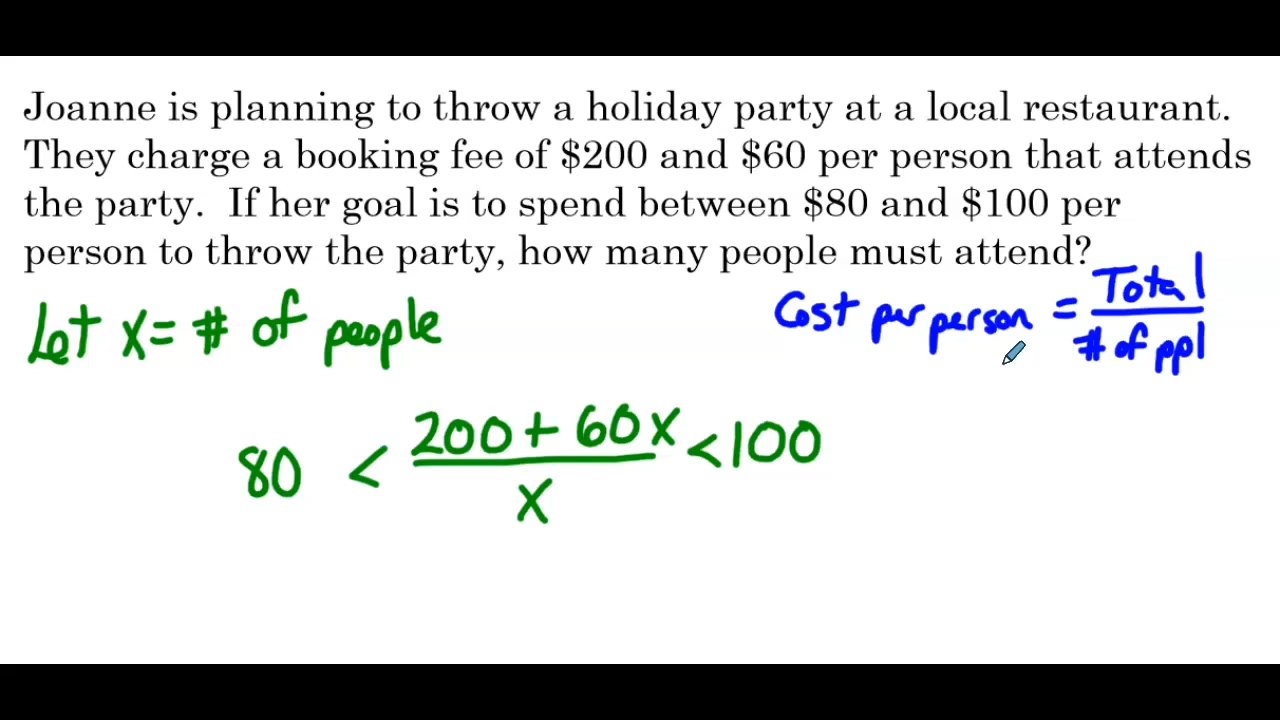 Joanne is planning to throw a holiday party at a local restaurant.
They charge a booking fee of $200 and $60 per person that attends
the party.  If her goal is to spend between $80 and $100 per
person to throw the party, how many people must attend?
Let x = # of people
Cost per person = Total
# of ppl
80 < 200 + 60x < 100
x